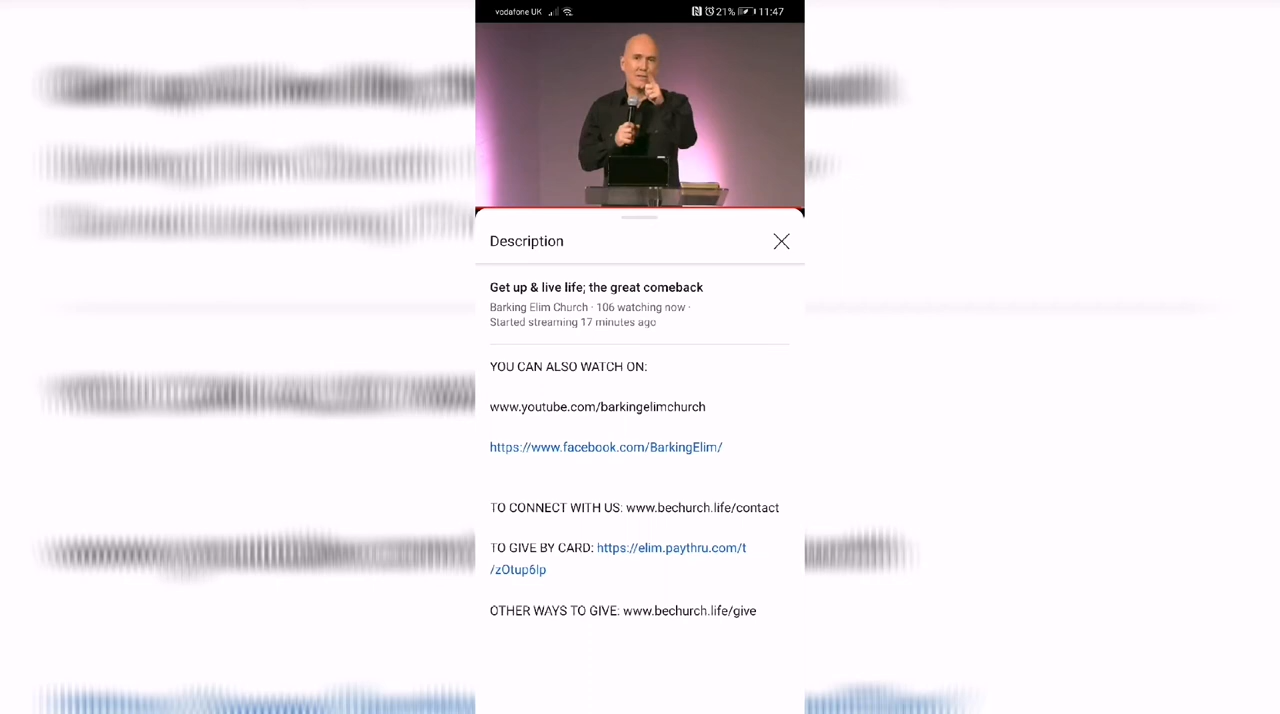 vodafone UK 21% 11:47
Description
Get up & live life; the great comeback
Barking Elim Church · 106 watching now ·
Started streaming 17 minutes ago
YOU CAN ALSO WATCH ON:
www.youtube.com/barkingelimchurch
https://www.facebook.com/BarkingElim/
TO CONNECT WITH US: www.bechurch.life/contact
TO GIVE BY CARD: https://elim.paythru.com/t
/zOtup6Ip
OTHER WAYS TO GIVE: www.bechurch.life/give